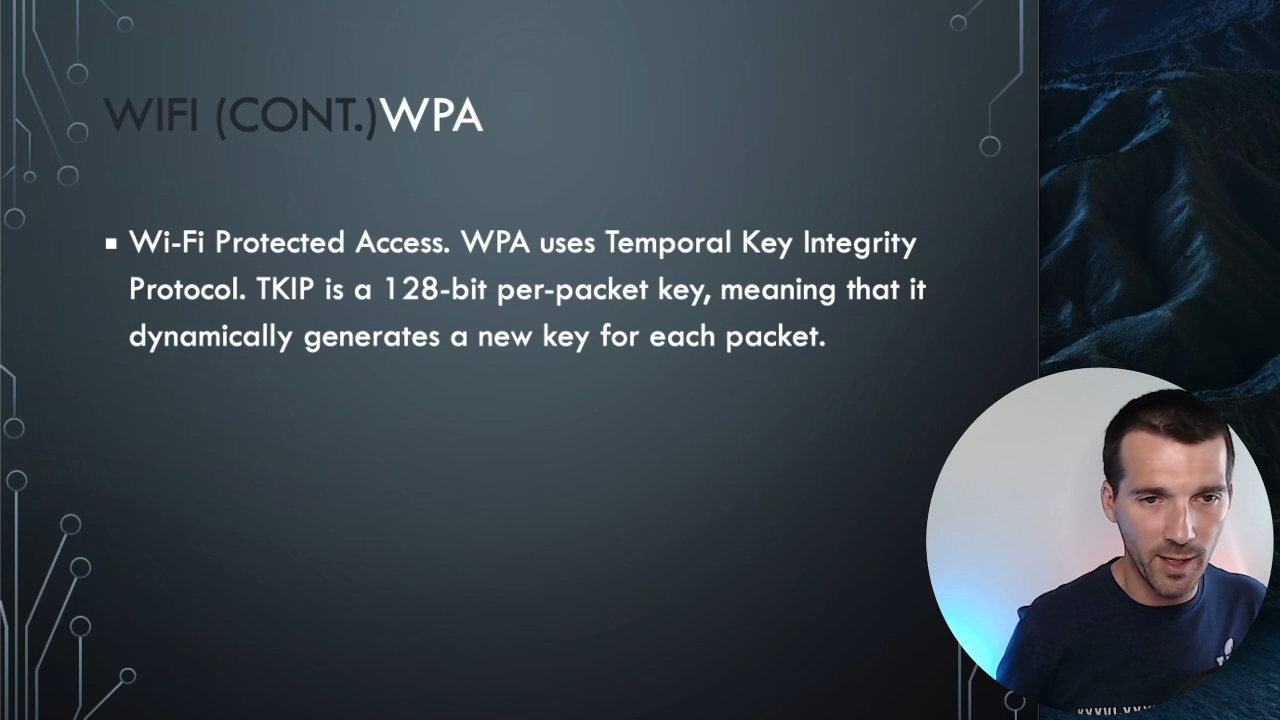 WIFI (CONT.)WPA
▪ Wi-Fi Protected Access. WPA uses Temporal Key Integrity
Protocol. TKIP is a 128-bit per-packet key, meaning that it
dynamically generates a new key for each packet.